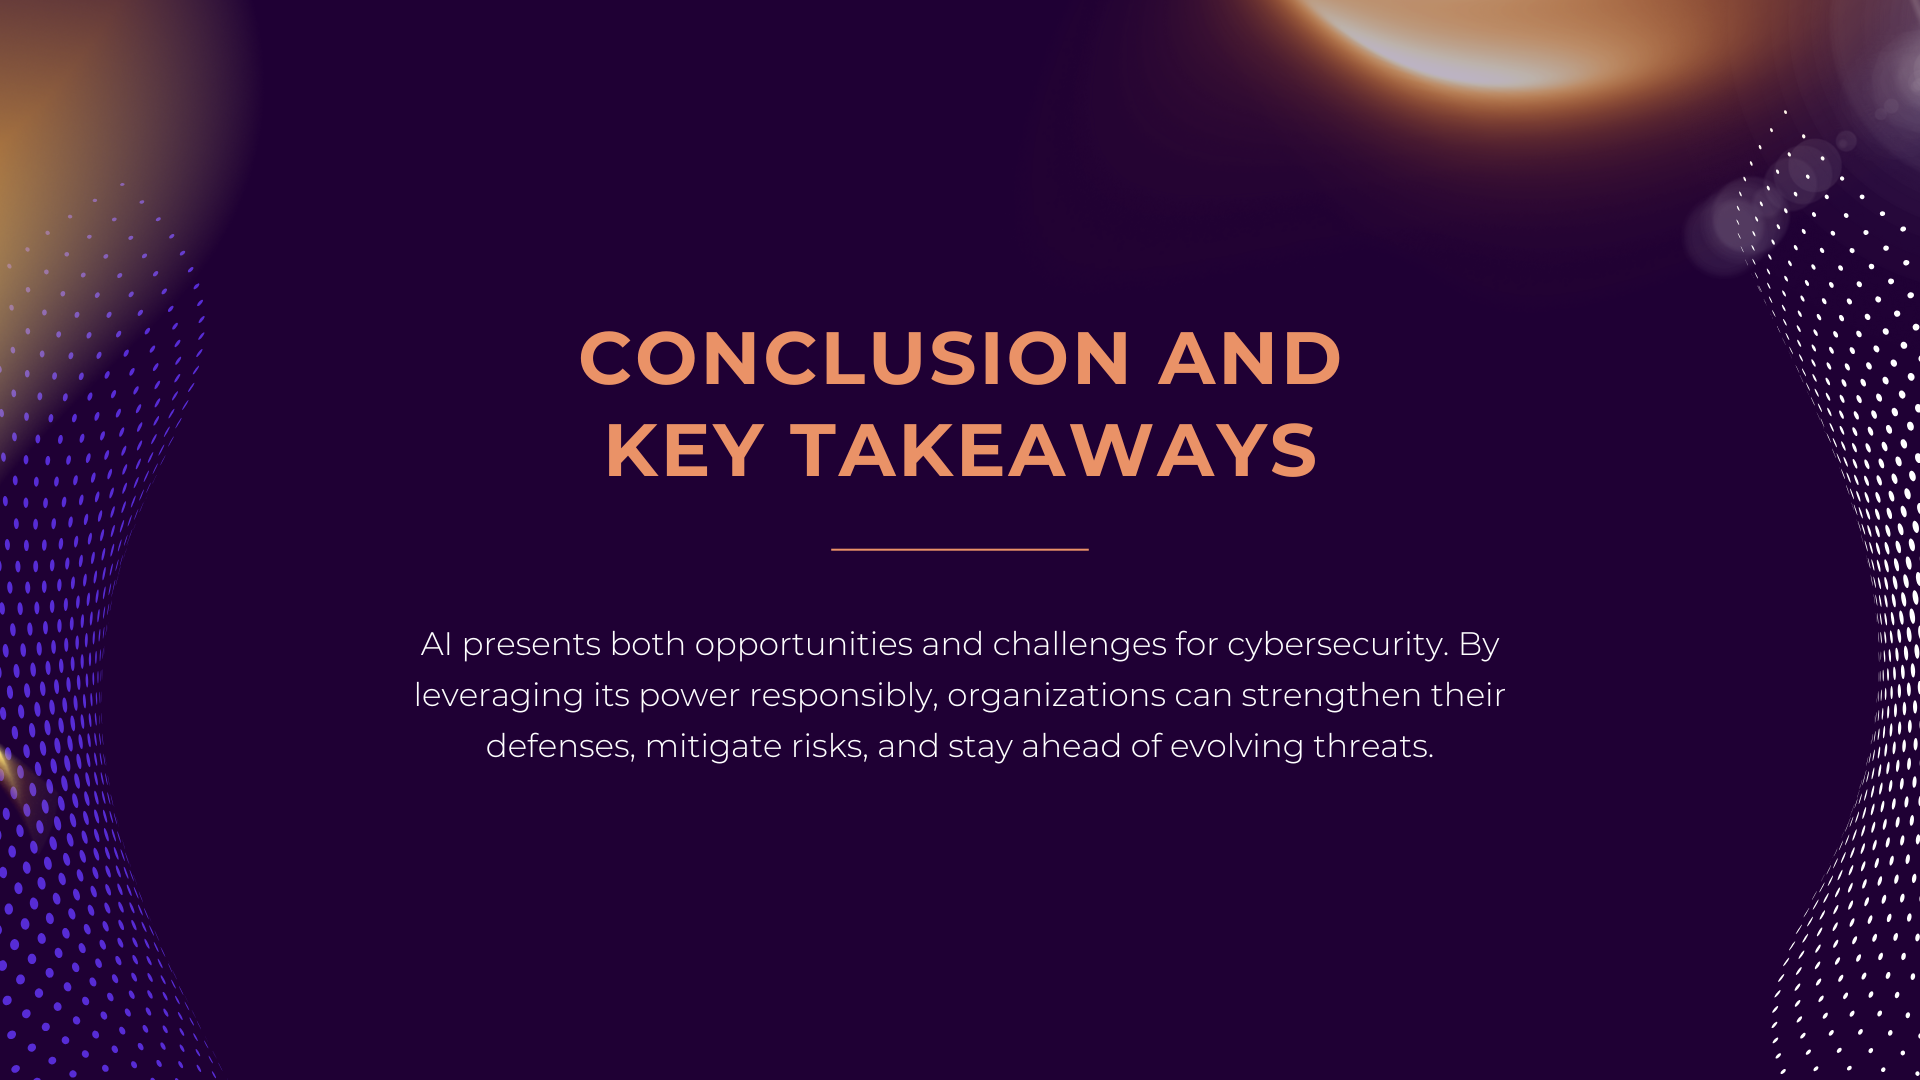 CONCLUSION AND
KEY TAKEAWAYS
AI presents both opportunities and challenges for cybersecurity. By
leveraging its power responsibly, organizations can strengthen their
defenses, mitigate risks, and stay ahead of evolving threats.